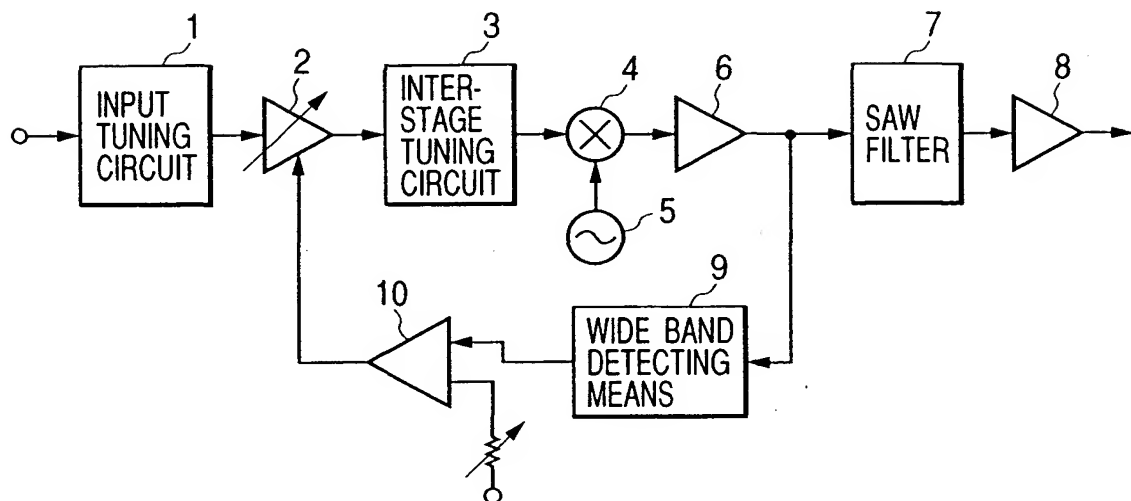 1
2
3
4
6
7
8
INPUT
TUNING
CIRCUIT
INTER-
STAGE
TUNING
CIRCUIT
SAW
FILTER
5
9
10
WIDE BAND
DETECTING
MEANS